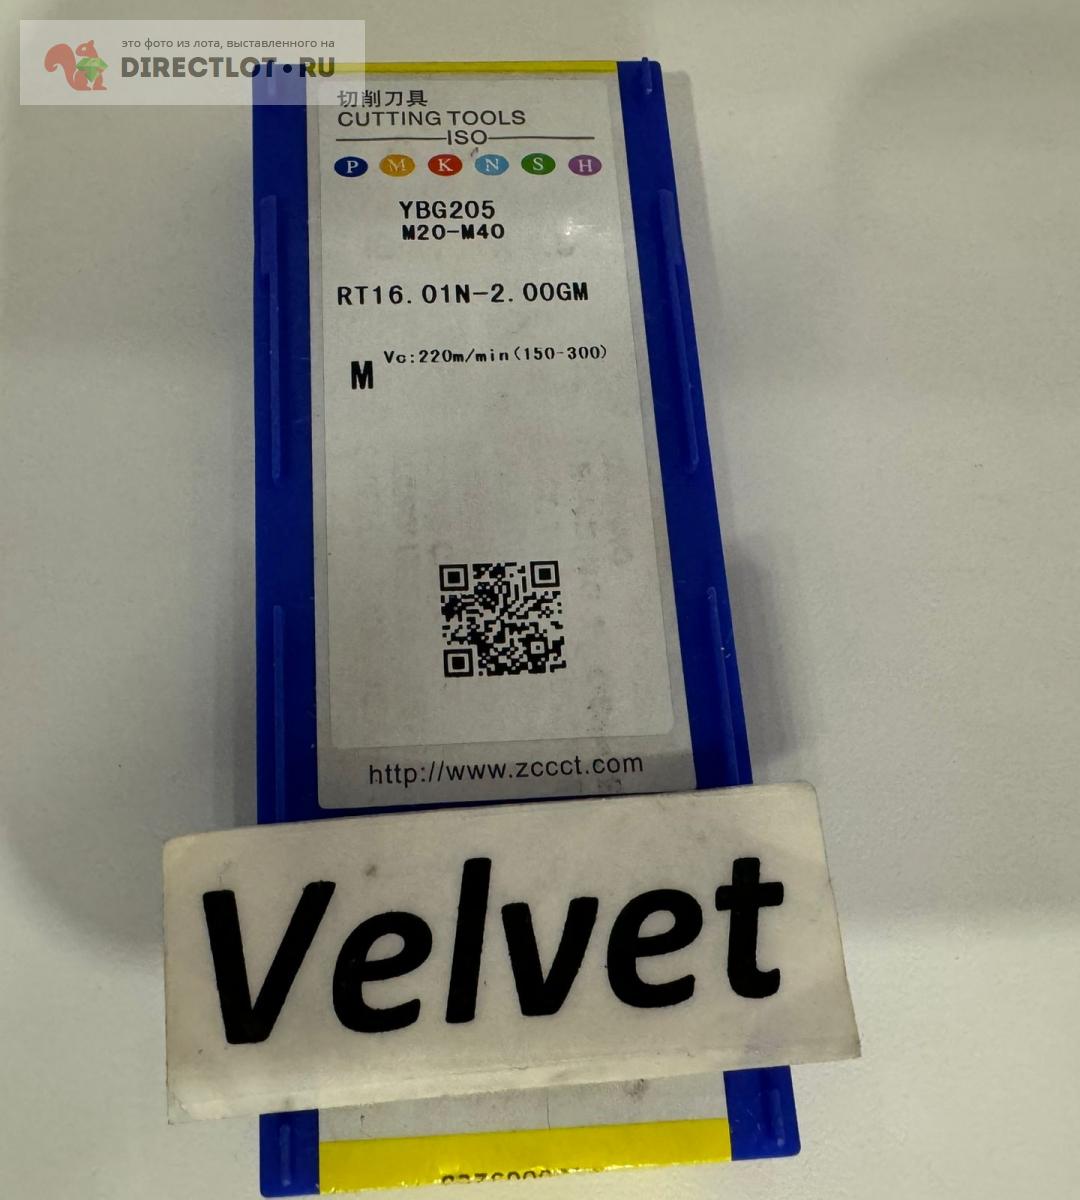 это фото из лота, выставленного на
DIRECTLOT•RU
切削刀具
CUTTING TOOLS
ISO
P M K N S H
YBG205
M20-M40
RT16.01N-2.00GM
Vc:220m/min(150-300)
M
http://www.zccct.com
Velvet